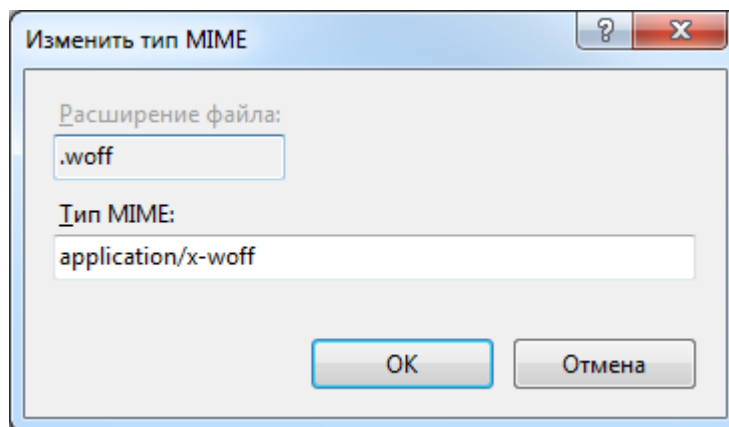 Изменить тип MIME
?
Расширение файла:
.woff
Тип MIME:
application/x-woff
OK
Отмена